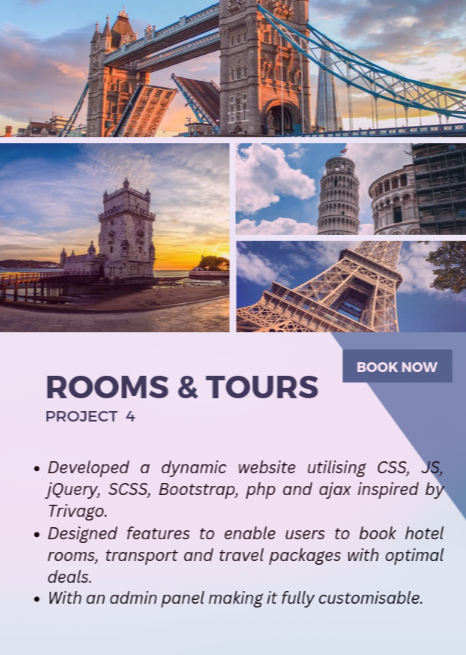 BOOK NOW
ROOMS & TOURS
PROJECT 4
• Developed a dynamic website utilising CSS, JS,
jQuery, SCSS, Bootstrap, php and ajax inspired by
Trivago.
• Designed features to enable users to book hotel
rooms, transport and travel packages with optimal
deals.
• With an admin panel making it fully customisable.